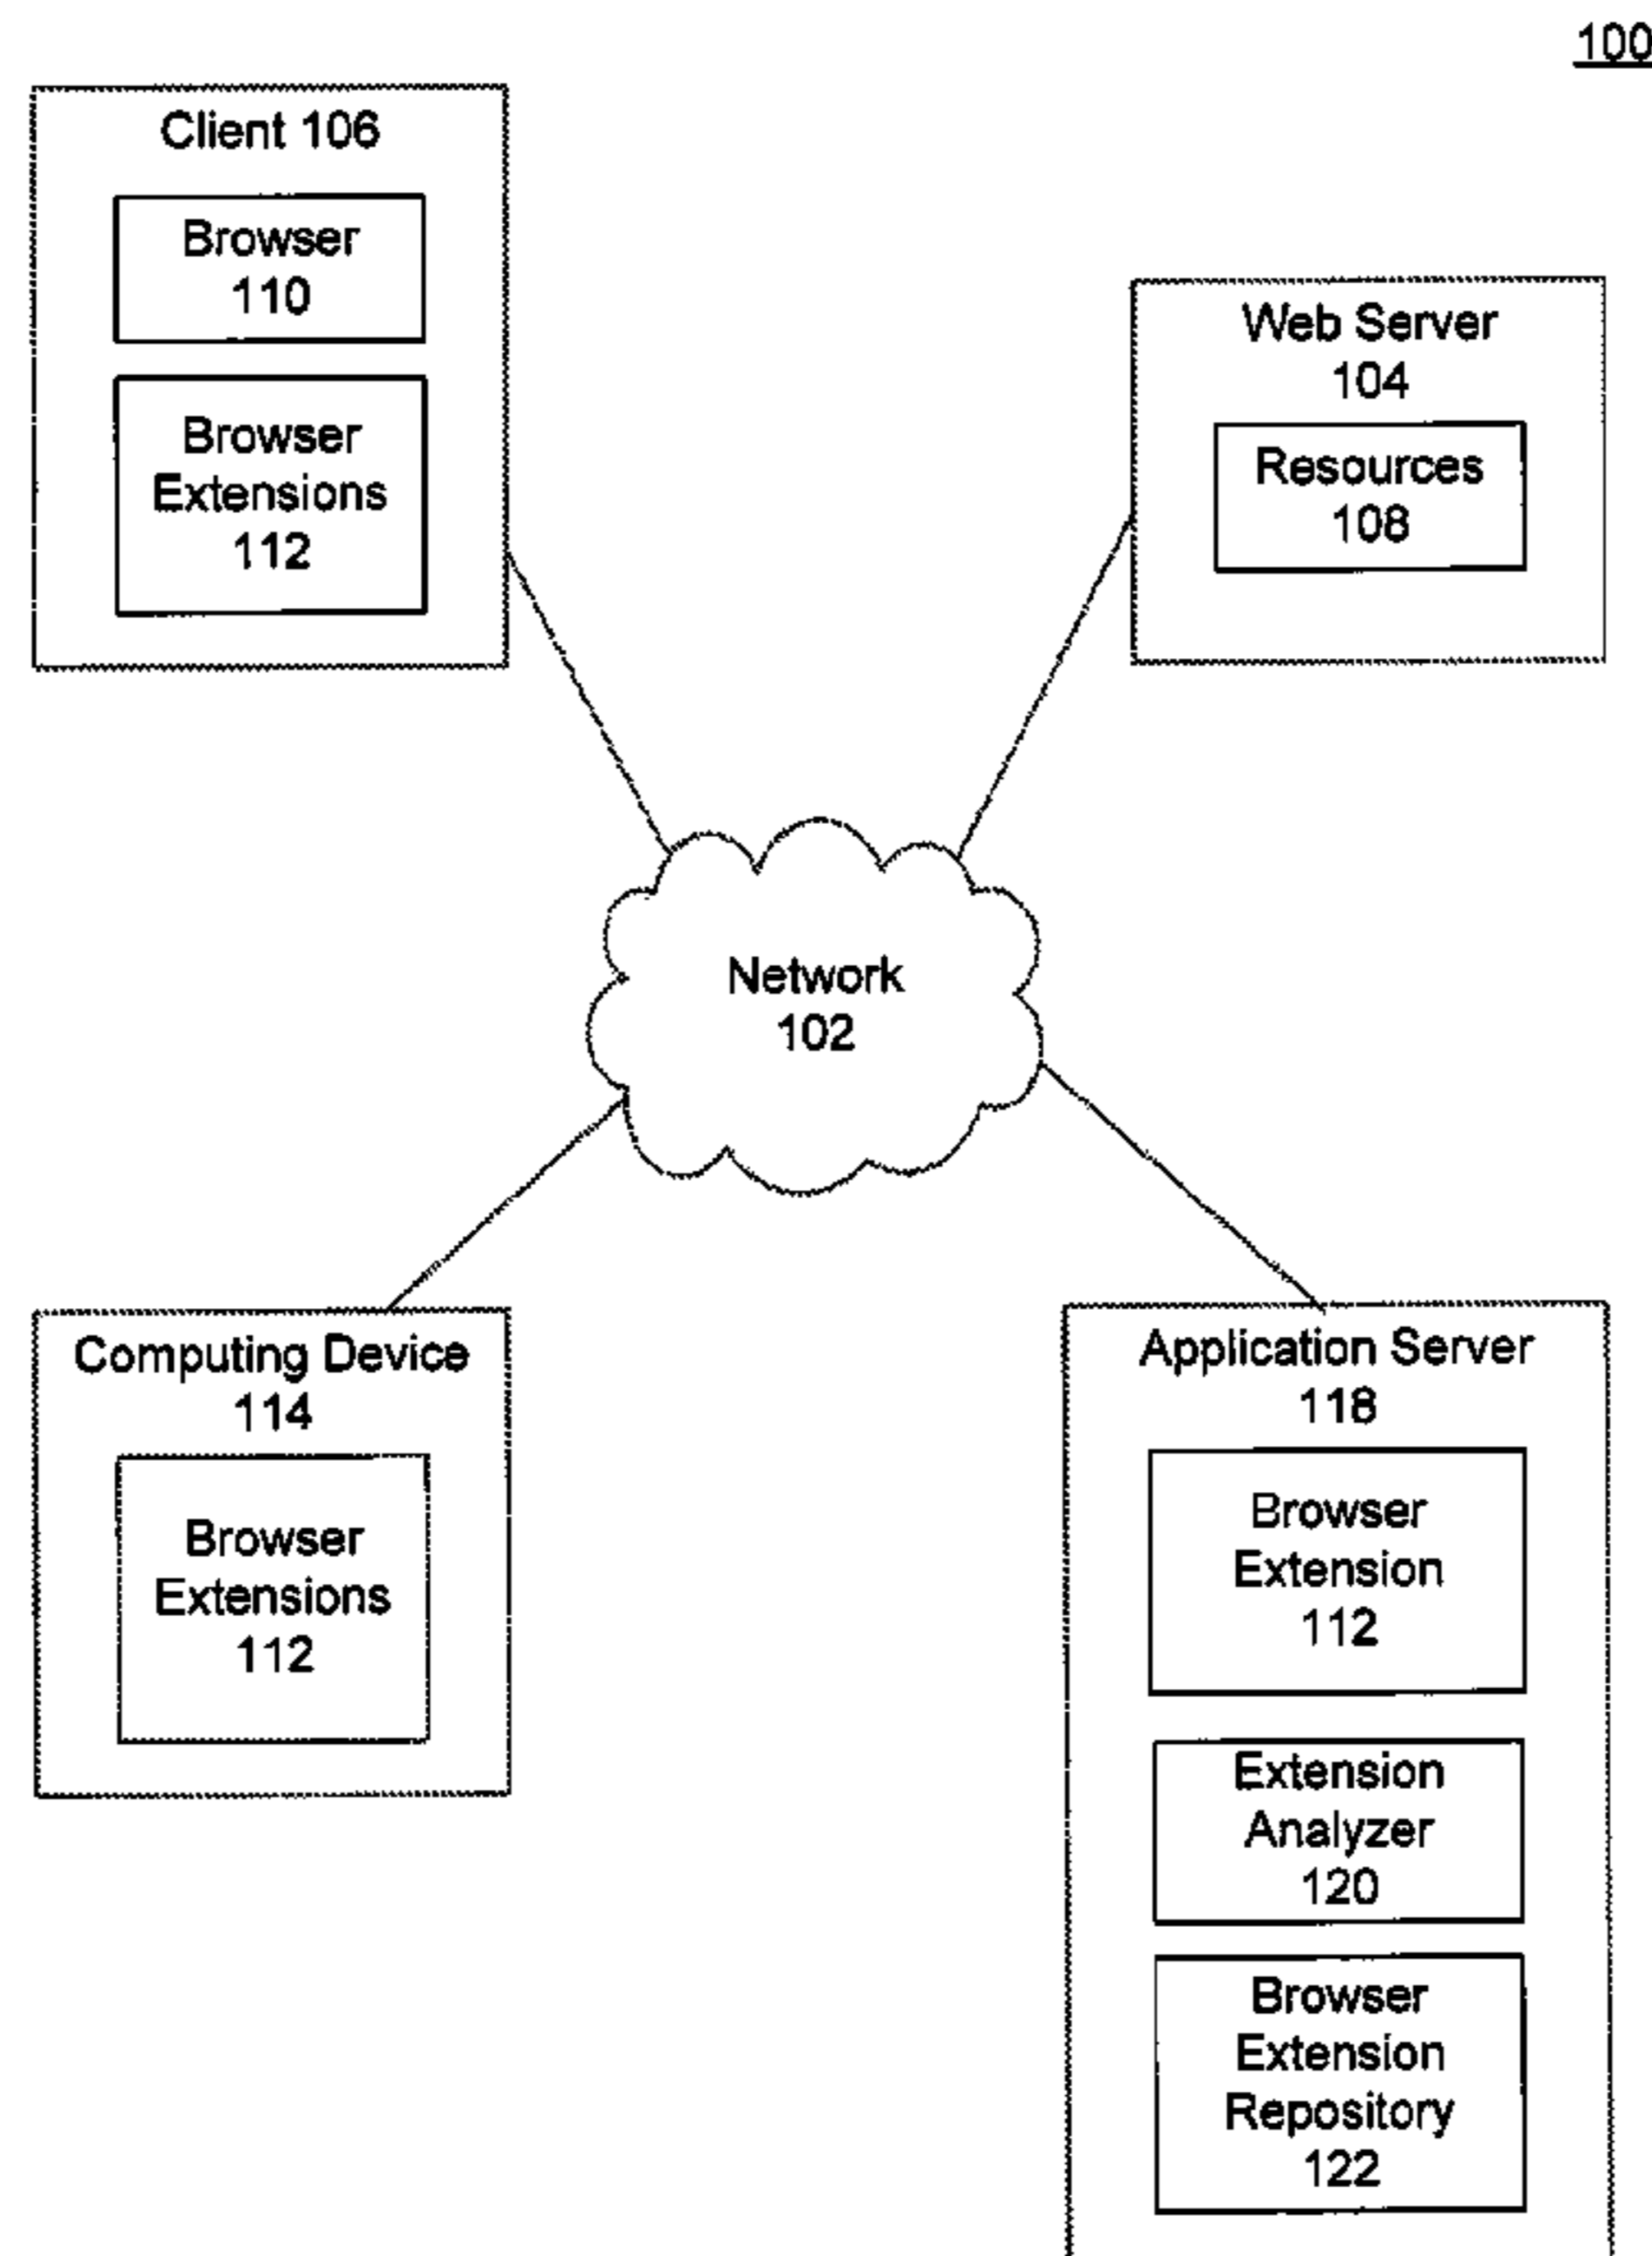 100
Client 106
Browser
110
Browser
Extensions
112
Web Server
104
Resources
108
Network
102
Computing Device
114
Browser
Extensions
112
Application Server
118
Browser
Extension
112
Extension
Analyzer
120
Browser
Extension
Repository
122